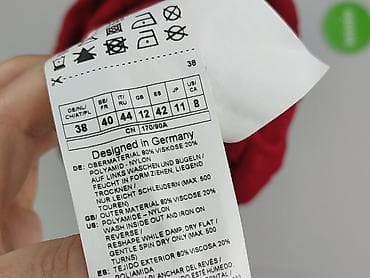 38
DE/NL/ BE/ IT/ GB ES JP US/
CH/AT/PL FR RU CA
38 40 44 12 42 11 8
CN 170/90A
Designed in Germany
DE: OBERMATERIAL 80% VISKOSE 20%
POLYAMID - NYLON
AUF LINKS WASCHEN UND BÜGELN /
FEUCHT IN FORM ZIEHEN, LIEGEND
TROCKNEN /
NUR LEICHT SCHLEUDERN (MAX. 500
TOUREN)
GB/ OUTER MATERIAL 80% VISCOSE 20%
US: POLYAMIDE - NYLON
WASH INSIDE OUT AND IRON ON
REVERSE /
RESHAPE WHILE DAMP, DRY FLAT /
GENTLE SPIN DRY ONLY (MAX. 500
TURNS)
ES: TEJIDO EXTERIOR 80% VISCOSA 20%
POLIAMIDA